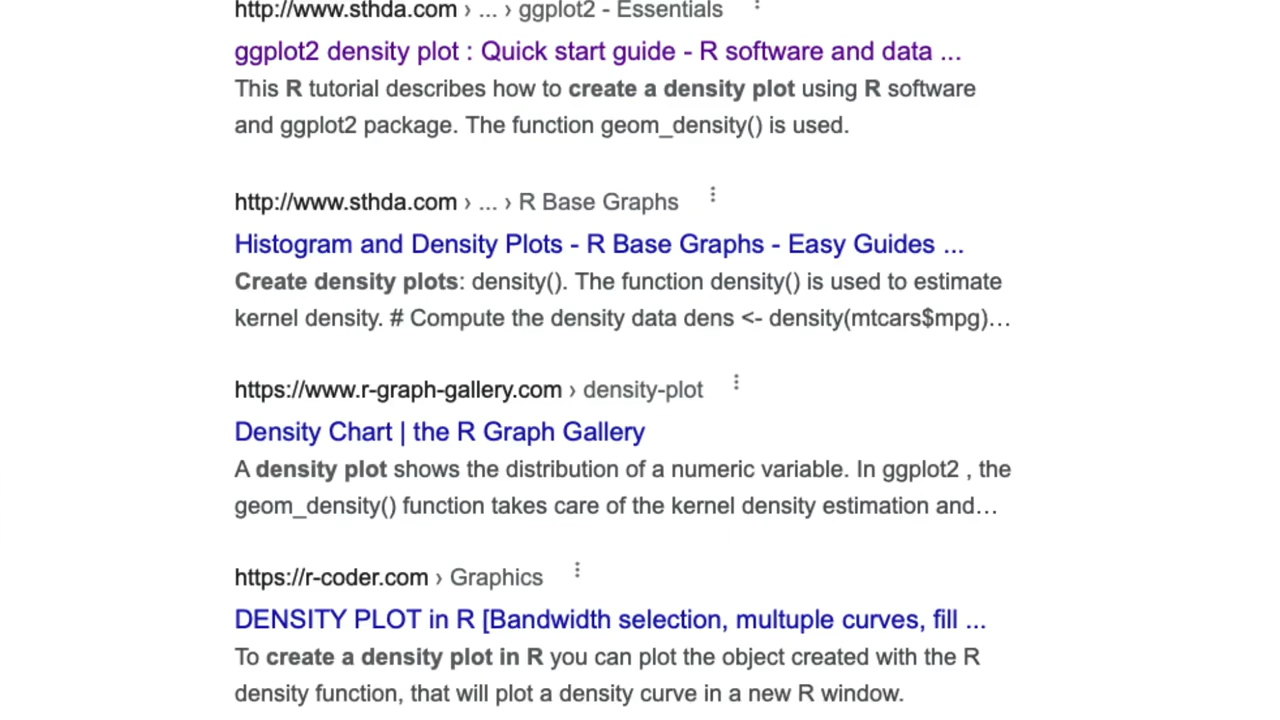 http://www.sthda.com › ... › ggplot2 - Essentials
ggplot2 density plot : Quick start guide - R software and data ...
This R tutorial describes how to create a density plot using R software
and ggplot2 package. The function geom_density() is used.
http://www.sthda.com › ... › R Base Graphs
Histogram and Density Plots - R Base Graphs - Easy Guides ...
Create density plots: density(). The function density() is used to estimate
kernel density. # Compute the density data dens <- density(mtcars$mpg)...
https://www.r-graph-gallery.com › density-plot
Density Chart | the R Graph Gallery
A density plot shows the distribution of a numeric variable. In ggplot2 , the
geom_density() function takes care of the kernel density estimation and...
https://r-coder.com › Graphics
DENSITY PLOT in R [Bandwidth selection, multuple curves, fill ...
To create a density plot in R you can plot the object created with the R
density function, that will plot a density curve in a new R window.